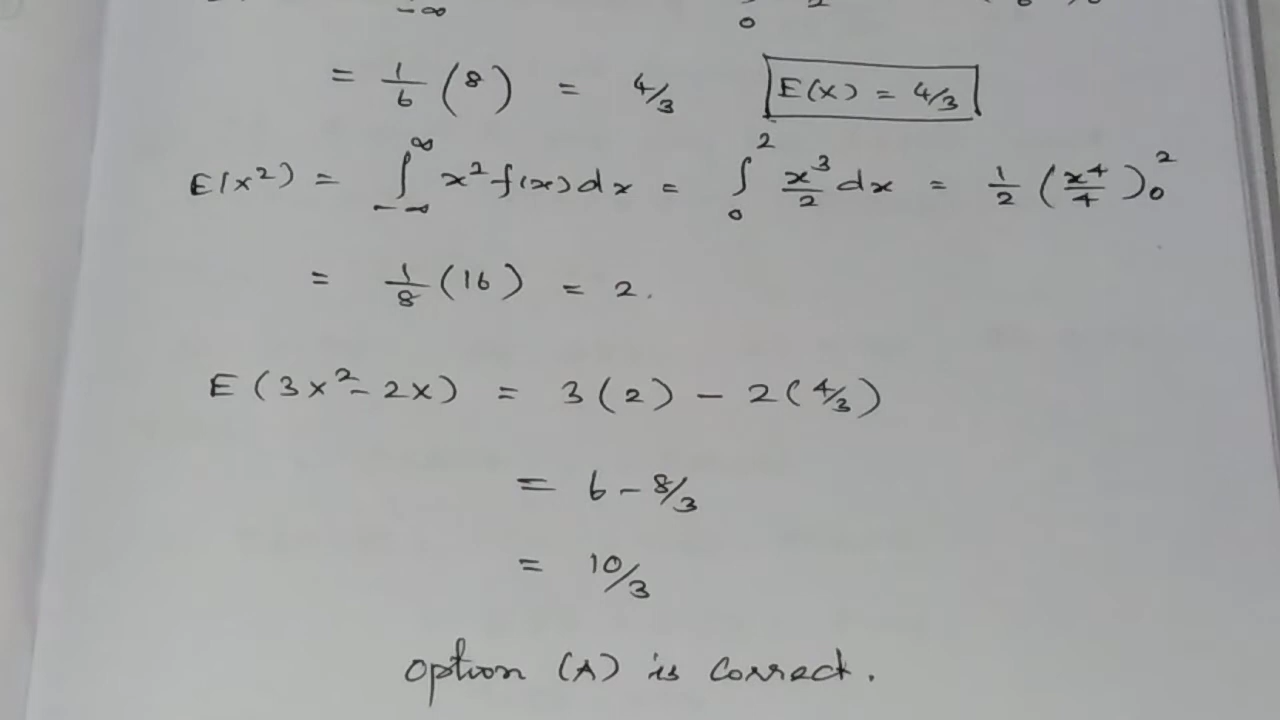 -∞ 0 2
= 1/6 (8) = 4/3 E(X) = 4/3
E(X²) = ∫_{-∞}^{∞} x² f(x) dx = ∫_0^2 x³/2 dx = 1/2 (x⁴/4)_0^2
= 1/8 (16) = 2.
E(3X² - 2X) = 3(2) - 2(4/3)
= 6 - 8/3
= 10/3
option (A) is correct.